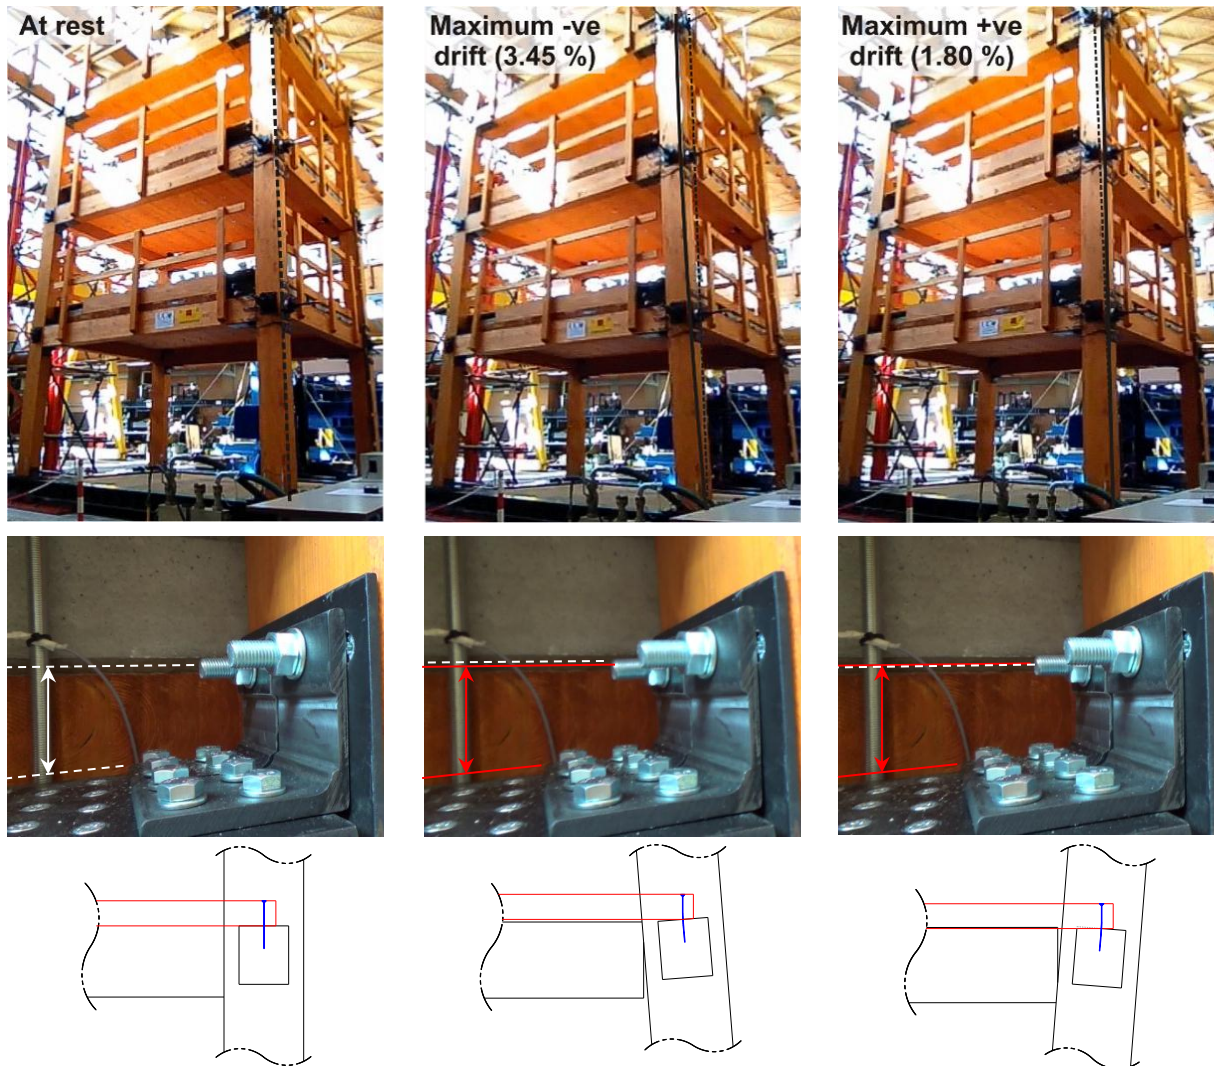 At rest
Maximum -ve
drift (3.45 %)
Maximum +ve
drift (1.80 %)